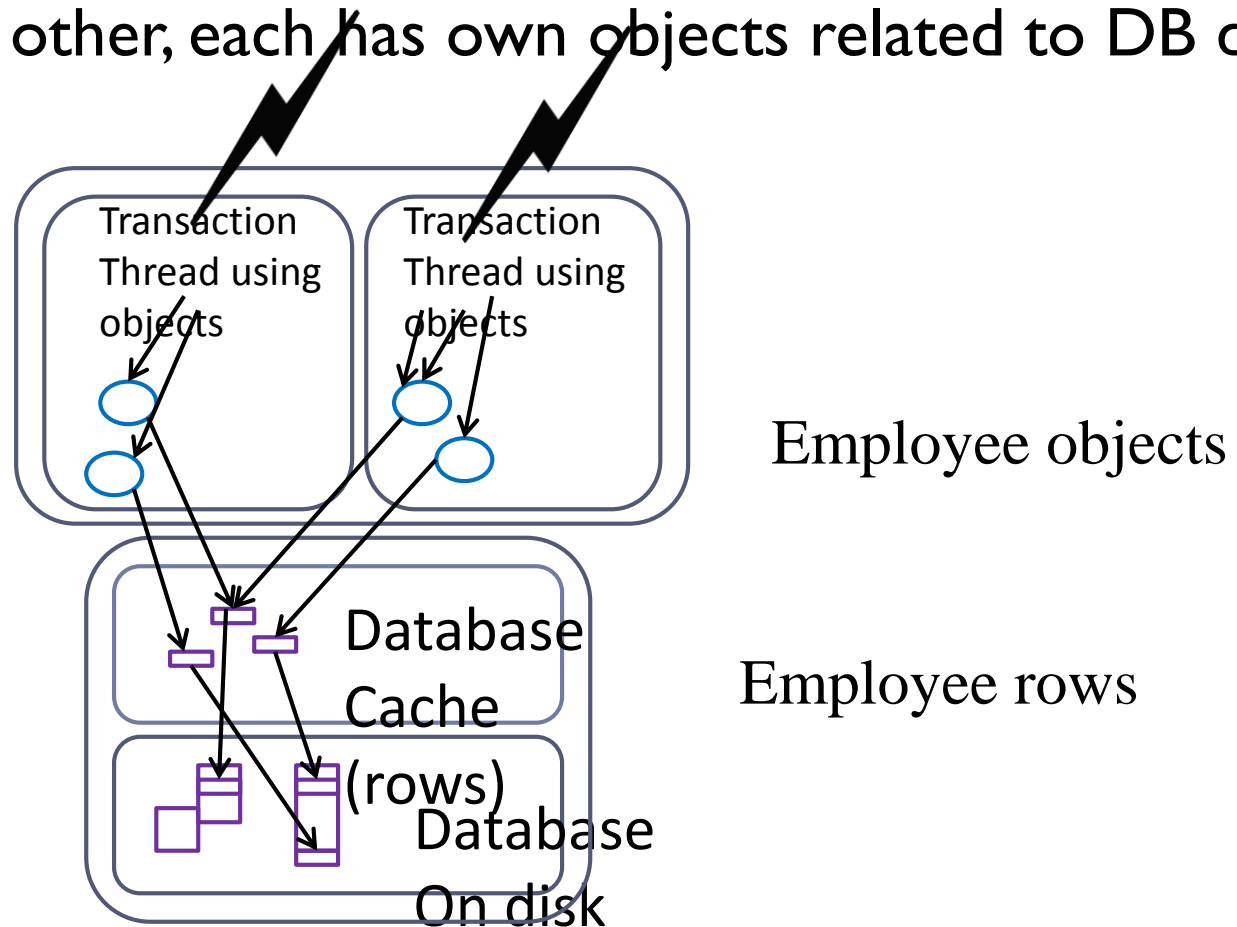 other, each has own objects related to DB
Transaction
Thread using
objects
Transaction
Thread using
objects
Employee objects
Database
Cache
(rows)
Employee rows
Database
On disk